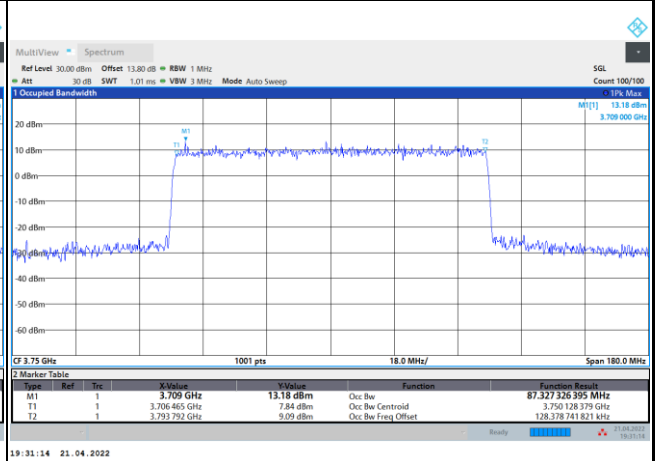 MultiView Spectrum
Ref Level 30.00 dBm Offset 13.80 dB RBW 1 MHz SGL
Att 30 dB SWT 1.01 ms VBW 3 MHz Mode Auto Sweep Count 100/100
1 Occupied Bandwidth 1Pk Max
M1[1] 13.18 dBm
3.709 000 GHz
20 dBm
M1
T1
T2
10 dBm
0 dBm
-10 dBm
-20 dBm
-30 dBm
-40 dBm
-50 dBm
-60 dBm
CF 3.75 GHz 1001 pts 18.0 MHz/ Span 180.0 MHz
2 Marker Table
Type Ref Trc X-Value Y-Value Function Function Result
M1 1 3.709 GHz 13.18 dBm Occ Bw 87.327 326 395 MHz
T1 1 3.706 465 GHz 7.84 dBm Occ Bw Centroid 3.750 128 379 GHz
T2 1 3.793 792 GHz 9.09 dBm Occ Bw Freq Offset 128.378 741 821 kHz
Ready 21.04.2022
19:31:14
19:31:14 21.04.2022